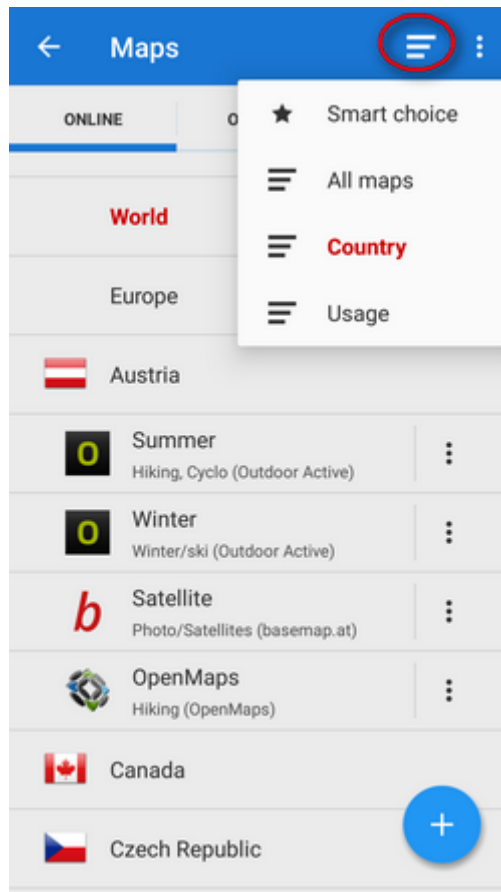 Maps
ONLINE
O
Smart choice
All maps
Country
Usage
World
Europe
Austria
O
Summer
Hiking, Cyclo (Outdoor Active)
O
Winter
Winter/ski (Outdoor Active)
b
Satellite
Photo/Satellites (basemap.at)
OpenMaps
Hiking (OpenMaps)
Canada
Czech Republic